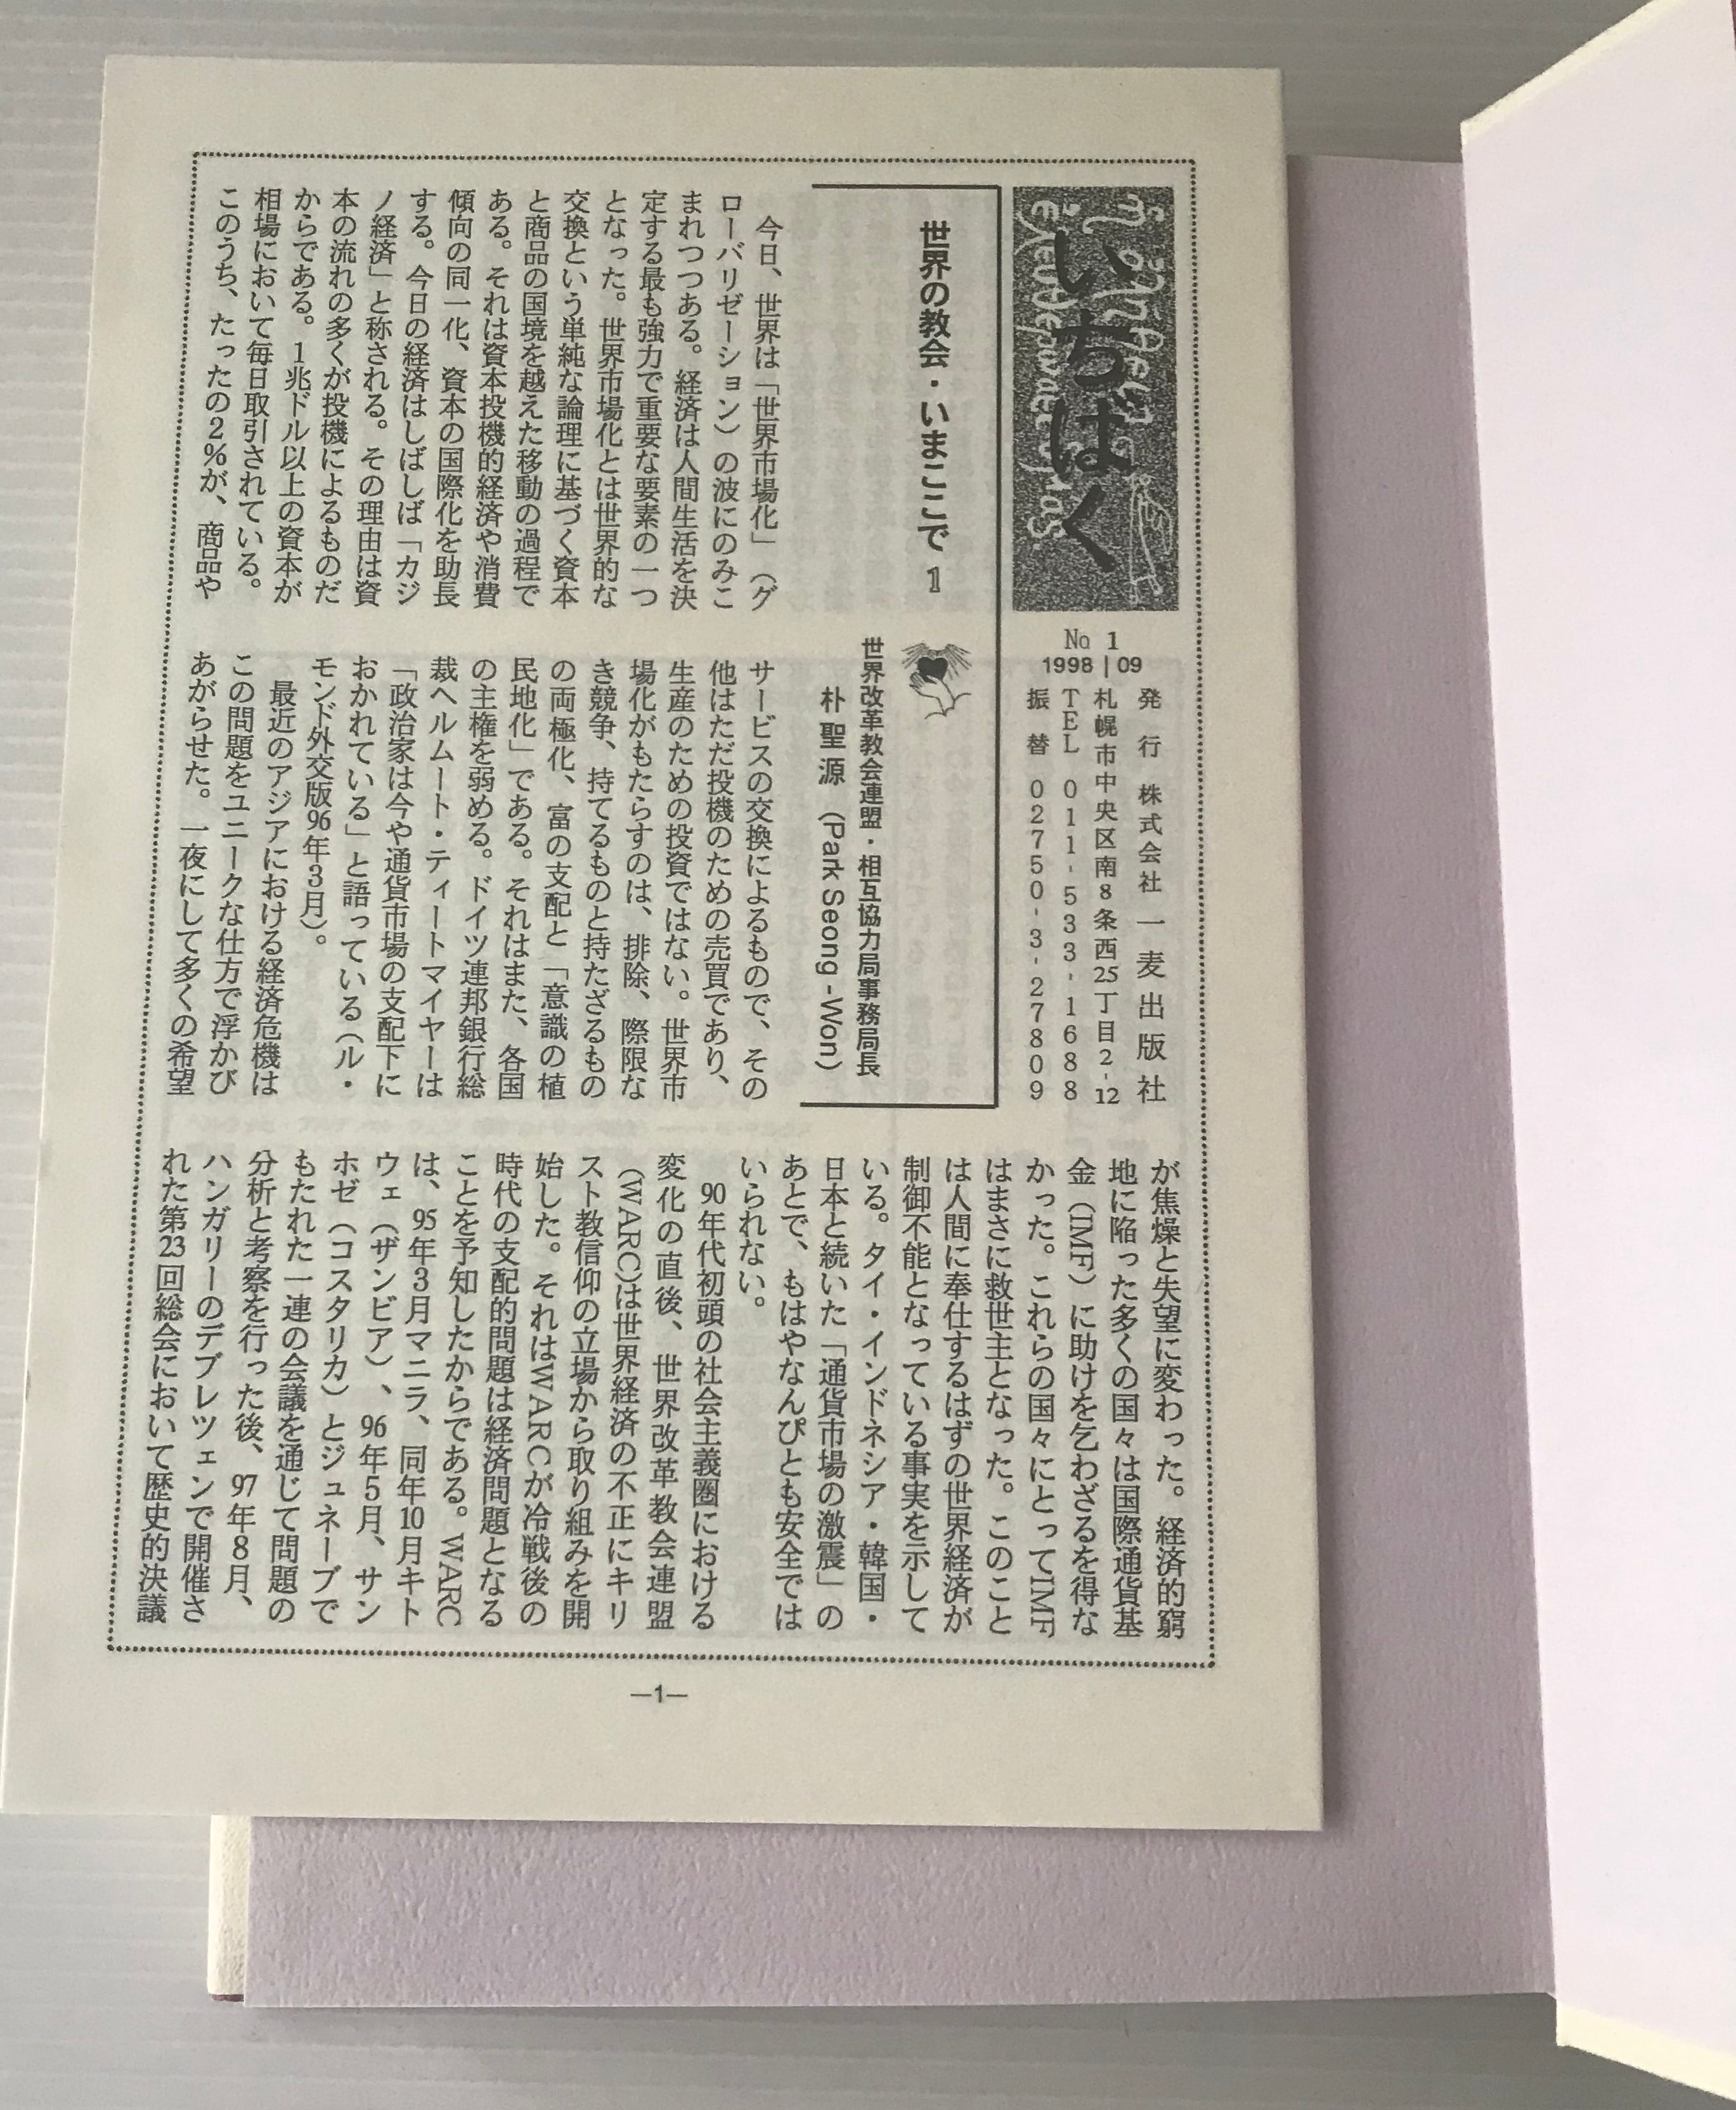 いちばく
No 1
1998 | 09
発行 株式会社 一麦出版社
札幌市中央区南8条西25丁目2-12
TEL 011-533-1688
振替 02750-3-27809
世界の教会・いまここで 1
世界改革教会連盟・相互協力局事務局長
朴聖源 (Park Seong-Won)
今日、世界は「世界市場化」(グ
ローバリゼーション)の波にのみこ
まれつつある。経済は人間生活を決
定する最も強力で重要な要素の一つ
となった。世界市場化とは世界的な
交換という単純な論理に基づく資本
と商品の国境を越えた移動の過程で
ある。それは資本投機的経済や消費
傾向の同一化、資本の国際化を助長
する。今日の経済はしばしば「カジ
ノ経済」と称される。その理由は資
本の流れの多くが投機によるものだ
からである。1兆ドル以上の資本が
相場において毎日取引されている。
このうち、たったの2%が、商品や
サービスの交換によるもので、その
他はただ投機のための売買であり、
生産のための投資ではない。世界市
場化がもたらすのは、排除、際限な
き競争、持てるものと持たざるもの
の両極化、富の支配と「意識の植
民地化」である。それはまた、各国
の主権を弱める。ドイツ連邦銀行総
裁ヘルムート・ティートマイヤーは
「政治家は今や通貨市場の支配下に
おかれている」と語っている(ル・
モンド外交版96年3月)。
最近のアジアにおける経済危機は
この問題をユニークな仕方で浮かび
あがらせた。一夜にして多くの希望
が焦燥と失望に変わった。経済的窮
地に陥った多くの国々は国際通貨基
金(IMF)に助けを乞わざるを得な
かった。これらの国々にとってIMF
はまさに救世主となった。このこと
は人間に奉仕するはずの世界経済が
制御不能となっている事実を示して
いる。タイ・インドネシア・韓国・
日本と続いた「通貨市場の激震」の
あとで、もはやなんぴとも安全では
いられない。
90年代初頭の社会主義圏における
変化の直後、世界改革教会連盟
(WARC)は世界経済の不正にキリ
スト教信仰の立場から取り組みを開
始した。それはWARCが冷戦後の
時代の支配的問題は経済問題となる
ことを予知したからである。WARC
は、95年3月マニラ、同年10月キト
ウェ(ザンビア)、96年5月、サン
ホゼ(コスタリカ)とジュネーブで
もたれた一連の会議を通じて問題の
分析と考察を行った後、97年8月、
ハンガリーのデブレツェンで開催さ
れた第23回総会において歴史的決議
—1—